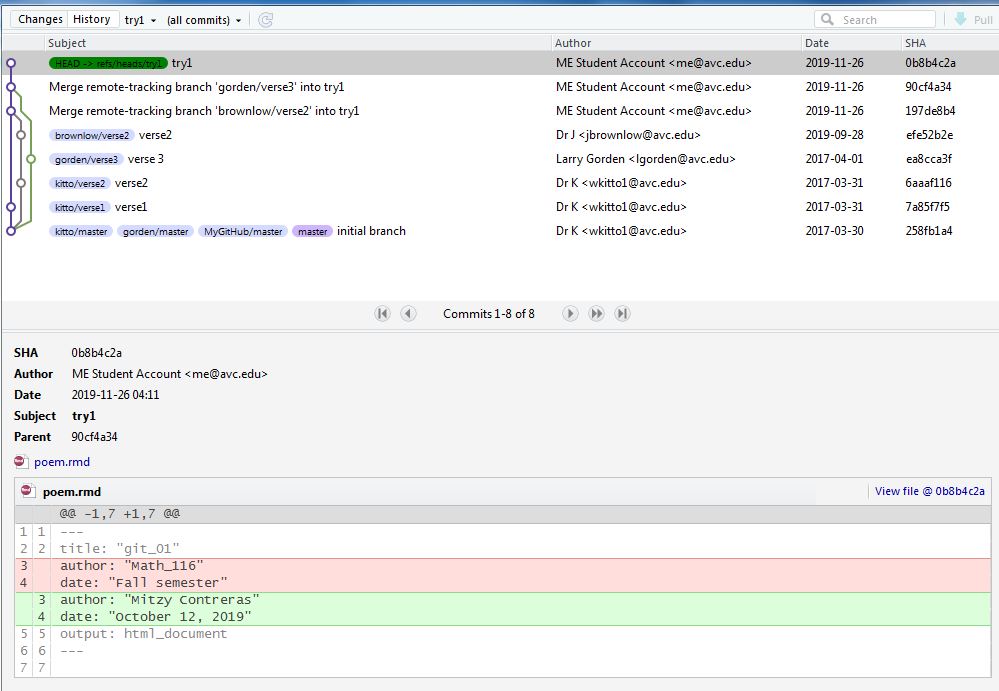 Changes History try1 (all commits) Search Pull
Subject Author Date SHA
HEAD -> refs/heads/try1 try1 ME Student Account <me@avc.edu> 2019-11-26 0b8b4c2a
Merge remote-tracking branch 'gorden/verse3' into try1 ME Student Account <me@avc.edu> 2019-11-26 90cf4a34
Merge remote-tracking branch 'brownlow/verse2' into try1 ME Student Account <me@avc.edu> 2019-11-26 197de8b4
brownlow/verse2 verse2 Dr J <jbrownlow@avc.edu> 2019-09-28 efe52b2e
gorden/verse3 verse 3 Larry Gorden <lgorden@avc.edu> 2017-04-01 ea8cca3f
kitto/verse2 verse2 Dr K <wkitto1@avc.edu> 2017-03-31 6aaaf116
kitto/verse1 verse1 Dr K <wkitto1@avc.edu> 2017-03-31 7a85f7f5
kitto/master gorden/master MyGitHub/master master initial branch Dr K <wkitto1@avc.edu> 2017-03-30 258fb1a4
Commits 1-8 of 8
SHA 0b8b4c2a
Author ME Student Account <me@avc.edu>
Date 2019-11-26 04:11
Subject try1
Parent 90cf4a34
poem.rmd
poem.rmd View file @ 0b8b4c2a
@@ -1,7 +1,7 @@
1 1 ---
2 2 title: "git_01"
3 author: "Math_116"
4 date: "Fall semester"
3 author: "Mitzy Contreras"
4 date: "October 12, 2019"
5 5 output: html_document
6 6 ---
7 7